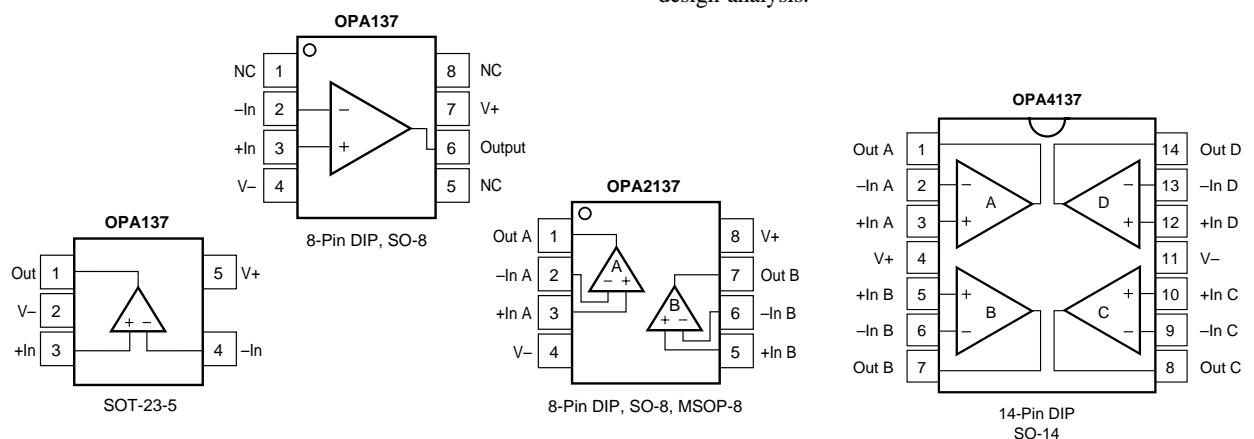 design analysis.
OPA137
NC 1 8 NC
–In 2 – 7 V+
+In 3 + 6 Output
V– 4 5 NC
8-Pin DIP, SO-8
OPA137
Out 1 5 V+
V– 2
+In 3 + – 4 –In
SOT-23-5
OPA2137
Out A 1 A 8 V+
–In A 2 – + 7 Out B
+In A 3 B 6 –In B
V– 4 + – 5 +In B
8-Pin DIP, SO-8, MSOP-8
OPA4137
Out A 1 14 Out D
–In A 2 – – 13 –In D
A D
+In A 3 + + 12 +In D
V+ 4 11 V–
+In B 5 + + 10 +In C
B C
–In B 6 – – 9 –In C
Out B 7 8 Out C
14-Pin DIP
SO-14